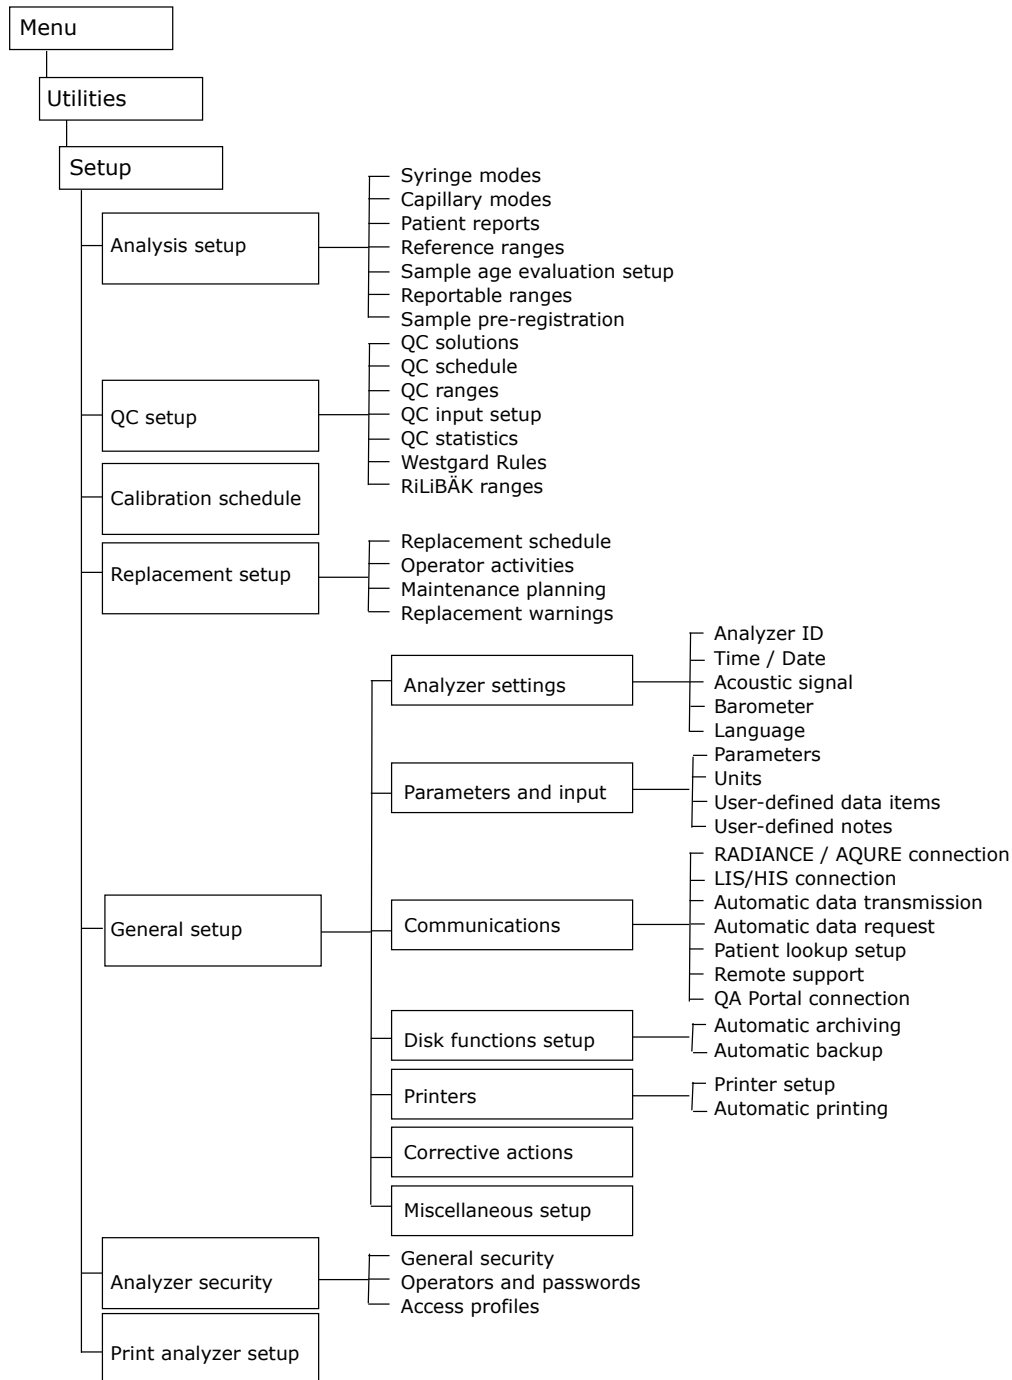 Menu
Utilities
Setup
Analysis setup
Syringe modes
Capillary modes
Patient reports
Reference ranges
Sample age evaluation setup
Reportable ranges
Sample pre-registration
QC setup
QC solutions
QC schedule
QC ranges
QC input setup
QC statistics
Westgard Rules
RiLiBÄK ranges
Calibration schedule
Replacement setup
Replacement schedule
Operator activities
Maintenance planning
Replacement warnings
General setup
Analyzer settings
Analyzer ID
Time / Date
Acoustic signal
Barometer
Language
Parameters and input
Parameters
Units
User-defined data items
User-defined notes
Communications
RADIANCE / AQURE connection
LIS/HIS connection
Automatic data transmission
Automatic data request
Patient lookup setup
Remote support
QA Portal connection
Disk functions setup
Automatic archiving
Automatic backup
Printers
Printer setup
Automatic printing
Corrective actions
Miscellaneous setup
Analyzer security
General security
Operators and passwords
Access profiles
Print analyzer setup